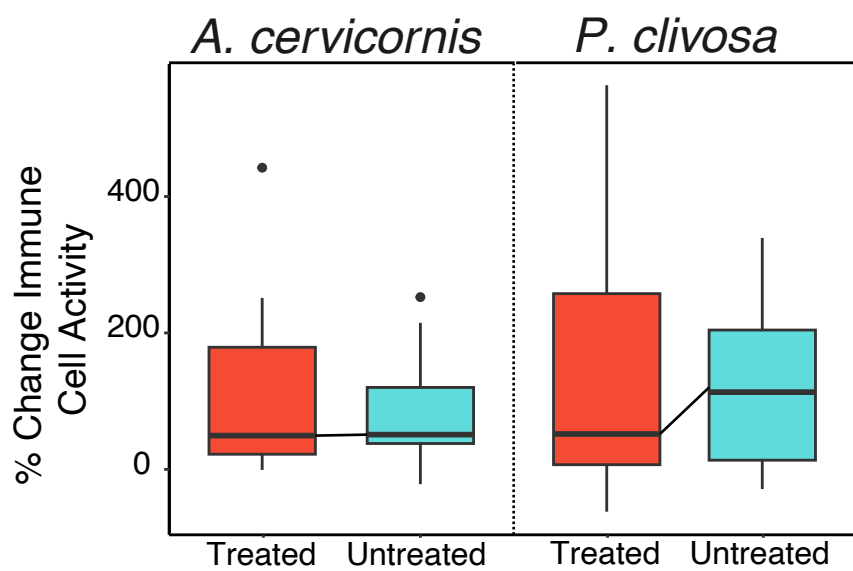 A. cervicornis
P. clivosa
% Change Immune
Cell Activity
400
200
0
Treated
Untreated
Treated
Untreated